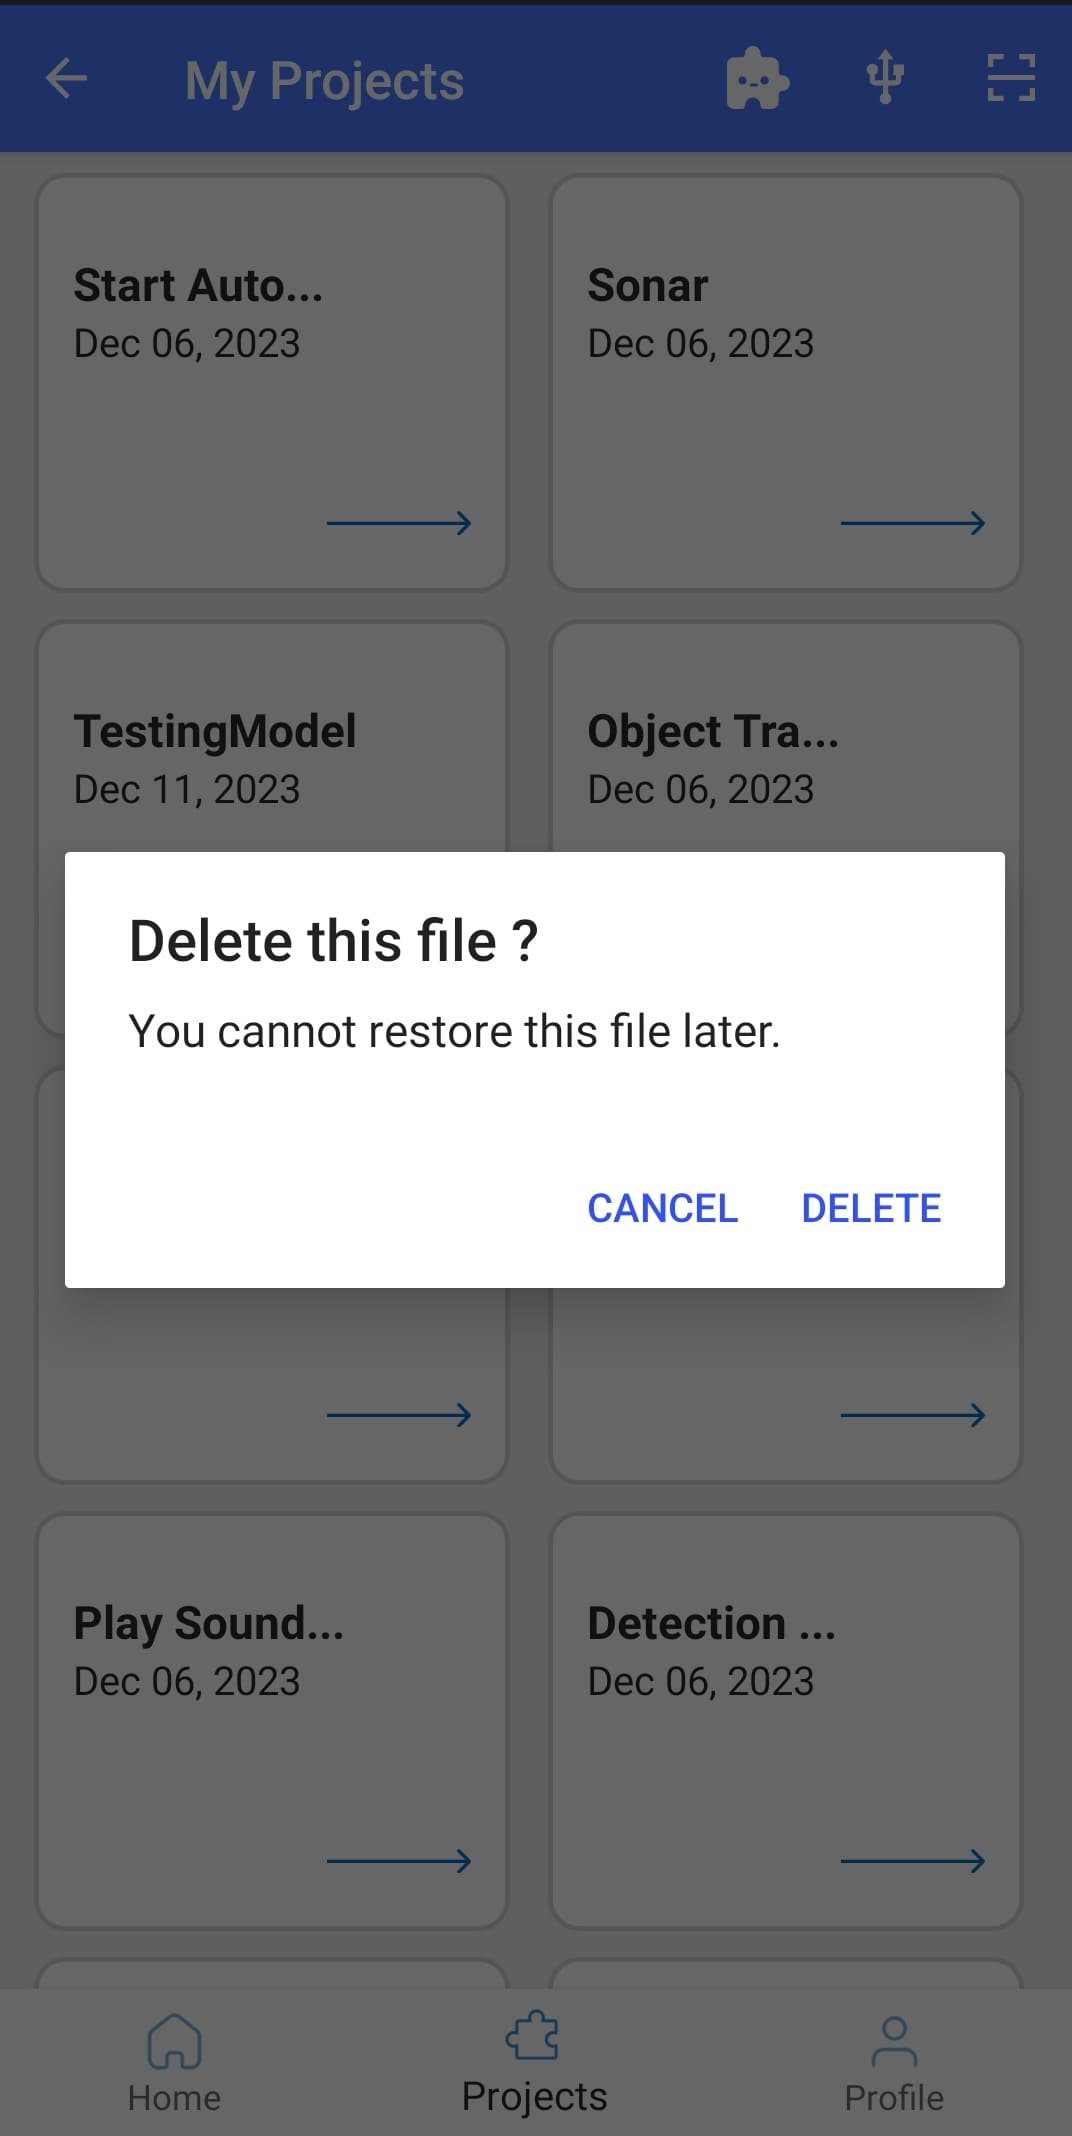 My Projects
Start Auto...
Dec 06, 2023
Sonar
Dec 06, 2023
TestingModel
Dec 11, 2023
Object Tra...
Dec 06, 2023
Delete this file ?
You cannot restore this file later.
CANCEL DELETE
Play Sound...
Dec 06, 2023
Detection ...
Dec 06, 2023
Home
Projects
Profile